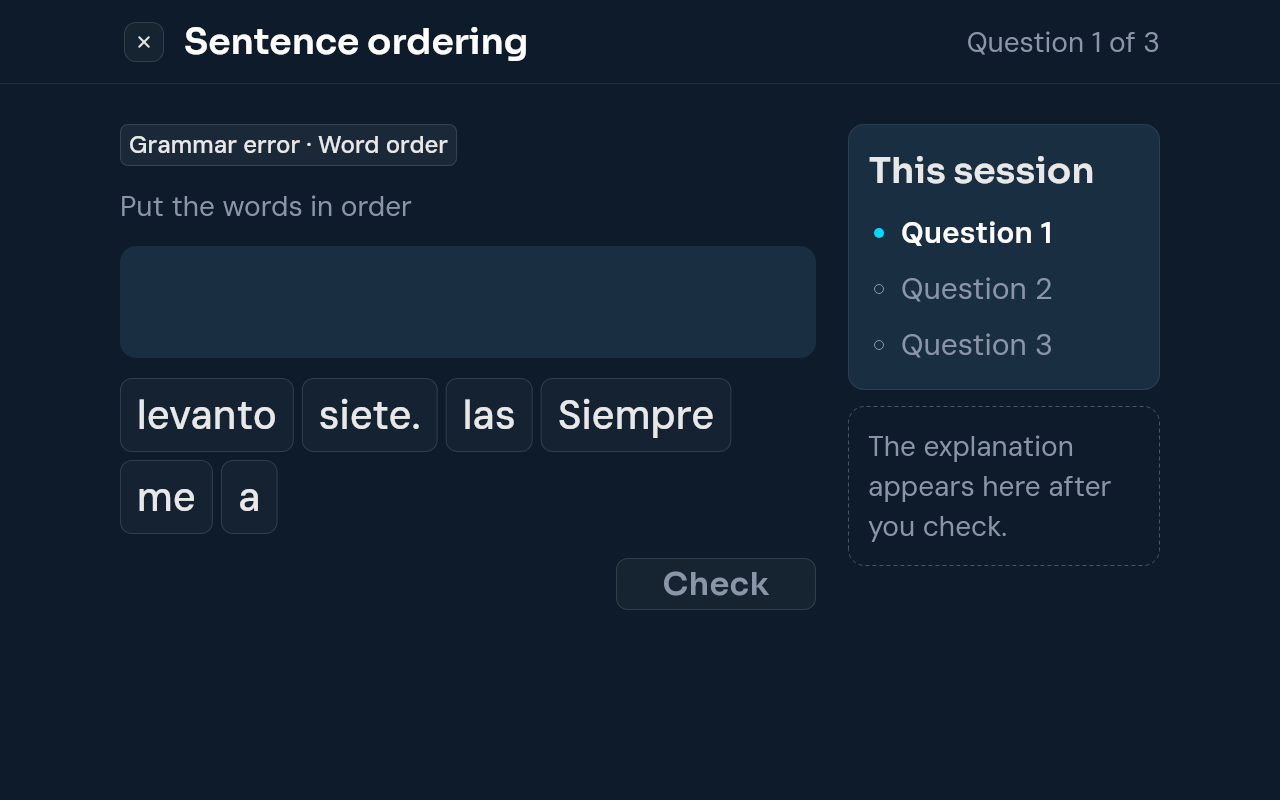 ×
Sentence ordering
Question 1 of 3
Grammar error · Word order
Put the words in order
levanto siete. las Siempre
me a
Check
This session
Question 1
Question 2
Question 3
The explanation
appears here after
you check.